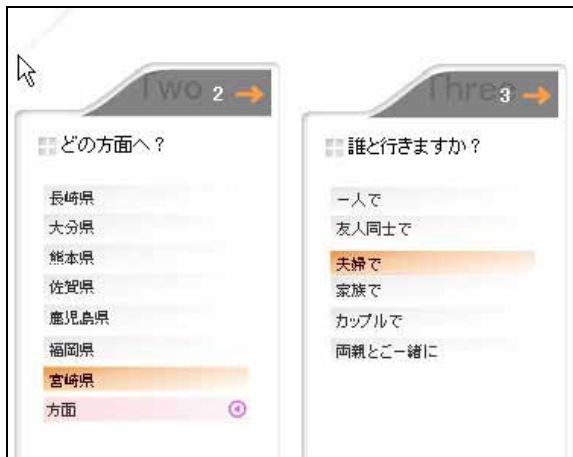 Two 2
どの方面へ？
長崎県
大分県
熊本県
佐賀県
鹿児島県
福岡県
宮崎県
方面
Three 3
誰と行きますか？
一人で
友人同士で
夫婦で
家族で
カップルで
両親とご一緒に